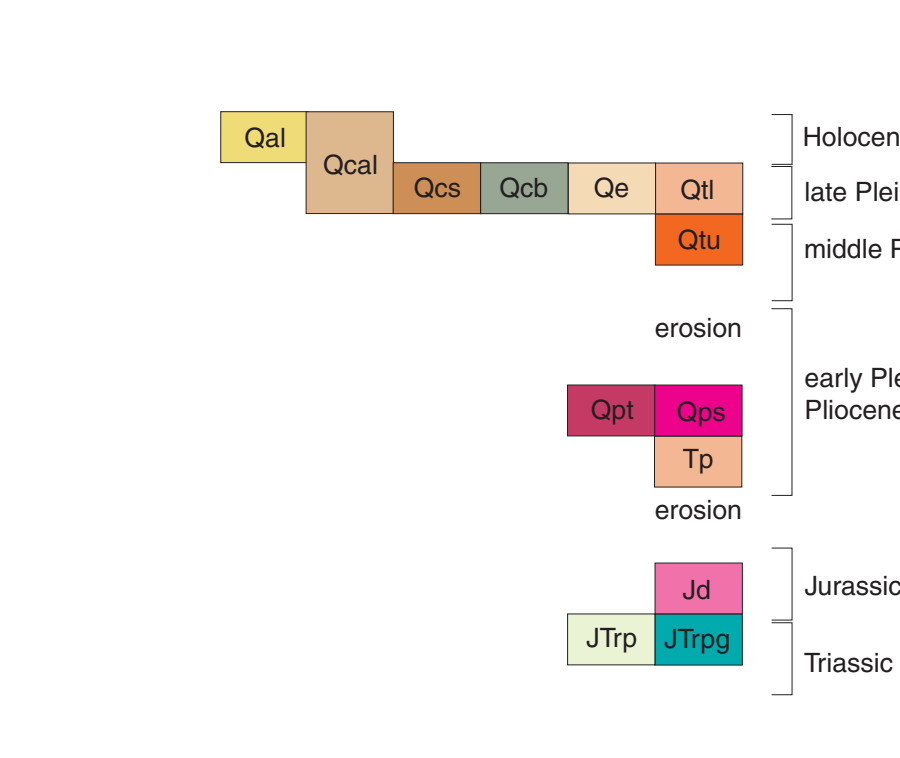 Qal
Qcal
Holocen
Qcs Qcb Qe Qtl
late Plei
Qtu
middle P
erosion
early Ple
Pliocene
Qpt Qps
Tp
erosion
Jd
Jurassic
JTrp JTrpg
Triassic